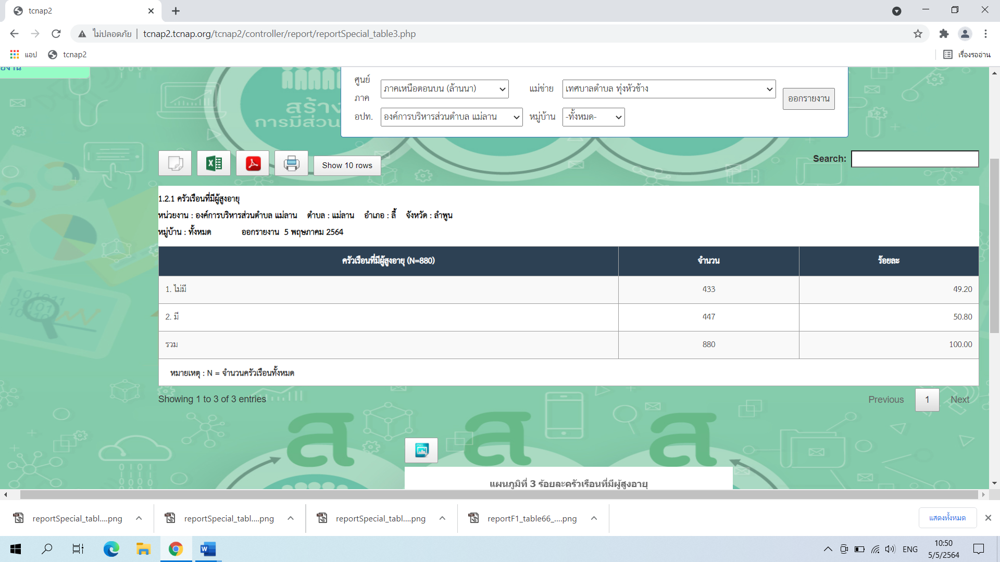 tcnap2
ไม่ปลอดภัย | tcnap2.tcnap.org/tcnap2/controller/report/reportSpecial_table3.php
แอป tcnap2 เรื่องรออ่าน
สร้าง
การมีส่วน
ศูนย์
ภาค ภาคเหนือตอนบน (ล้านนา) แม่ข่าย เทศบาลตำบล ทุ่งหัวช้าง ออกรายงาน
อปท. องค์การบริหารส่วนตำบล แม่ลาน หมู่บ้าน -ทั้งหมด-
Show 10 rows Search:
1.2.1 ครัวเรือนที่มีผู้สูงอายุ
หน่วยงาน : องค์การบริหารส่วนตำบล แม่ลาน ตำบล : แม่ลาน อำเภอ : ลี้ จังหวัด : ลำพูน
หมู่บ้าน : ทั้งหมด ออกรายงาน 5 พฤษภาคม 2564
ครัวเรือนที่มีผู้สูงอายุ (N=880) จำนวน ร้อยละ
1. ไม่มี 433 49.20
2. มี 447 50.80
รวม 880 100.00
หมายเหตุ : N = จำนวนครัวเรือนทั้งหมด
Showing 1 to 3 of 3 entries Previous 1 Next
ส ส ส
แผนภูมิที่ 3 ร้อยละครัวเรือนที่มีผู้สูงอายุ
reportSpecial_tabl....png reportSpecial_tabl....png reportSpecial_tabl....png reportF1_table66_....png แสดงทั้งหมด
ENG 10:50
5/5/2564